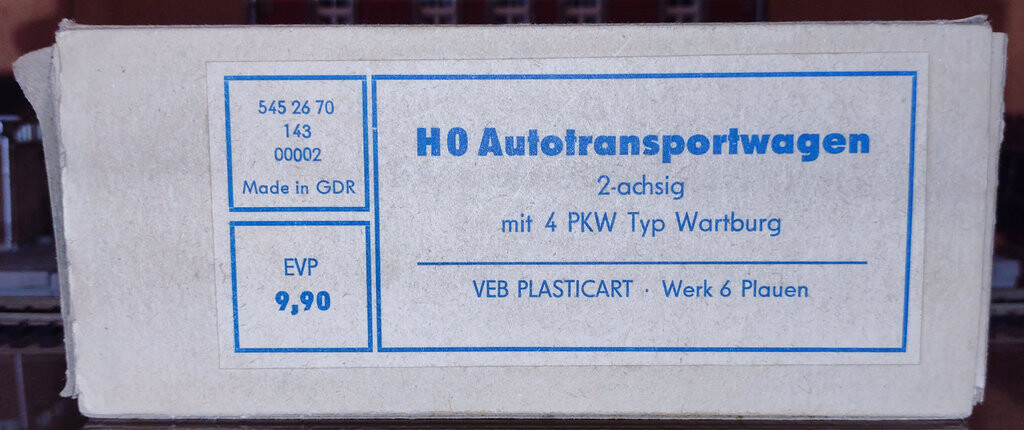 545 26 70
143
00002
Made in GDR
EVP
9,90
H0 Autotransportwagen
2-achsig
mit 4 PKW Typ Wartburg
VEB PLASTICART · Werk 6 Plauen